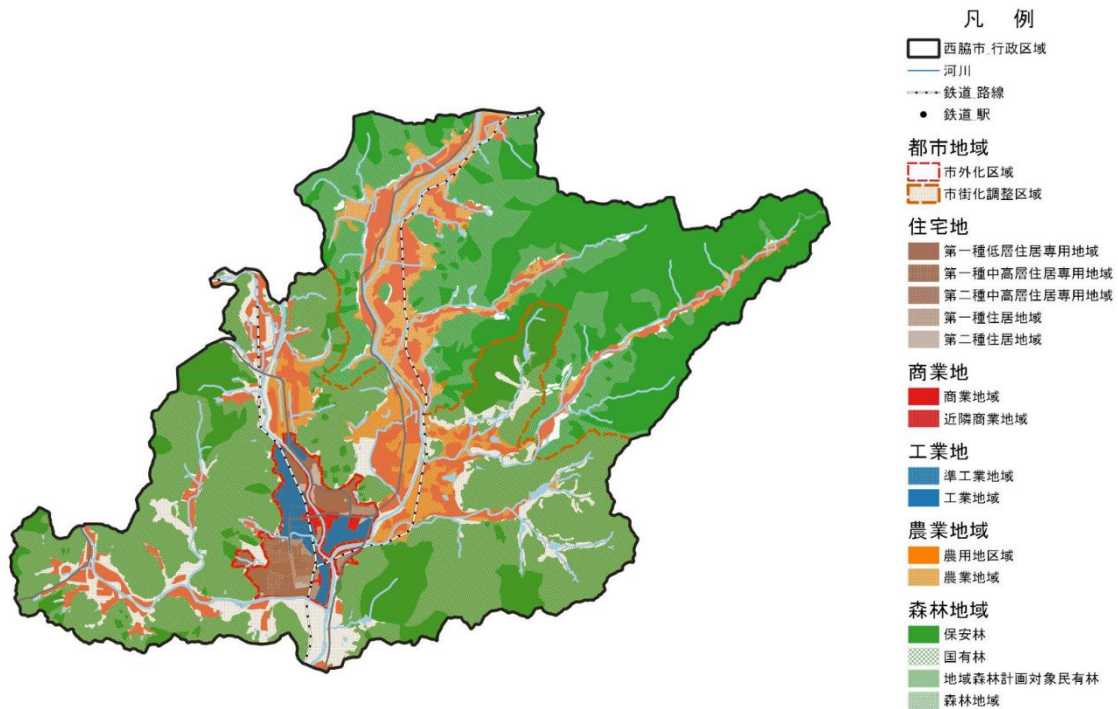 凡 例
西脇市_行政区域
河川
鉄道_路線
鉄道_駅
都市地域
市外化区域
市街化調整区域
住宅地
第一種低層住居専用地域
第一種中高層住居専用地域
第二種中高層住居専用地域
第一種住居地域
第二種住居地域
商業地
商業地域
近隣商業地域
工業地
準工業地域
工業地域
農業地域
農用地区域
農業地域
森林地域
保安林
国有林
地域森林計画対象民有林
森林地域